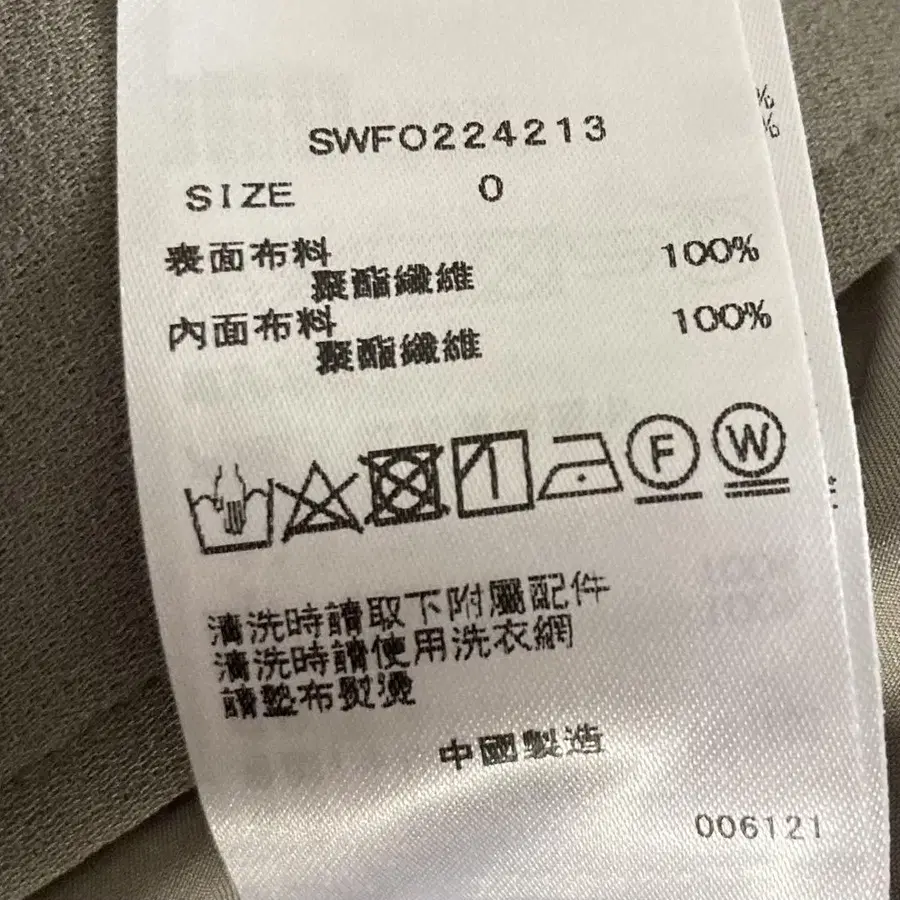 %
%
SWF0224213
SIZE 0
表面布料 100%
聚酯纖維
內面布料 100%
聚酯纖維
F W
清洗時請取下附屬配件
清洗時請使用洗衣網
請墊布熨燙
中國製造
006121